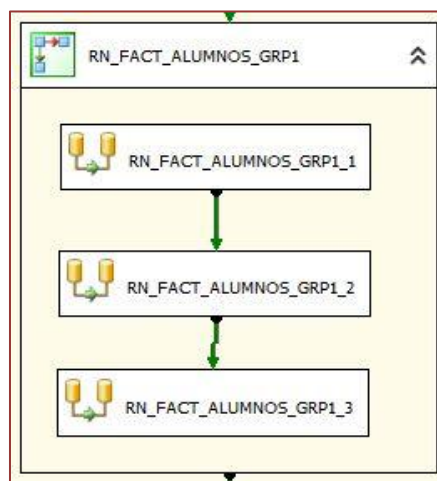 RN_FACT_ALUMNOS_GRP1
RN_FACT_ALUMNOS_GRP1_1
RN_FACT_ALUMNOS_GRP1_2
RN_FACT_ALUMNOS_GRP1_3